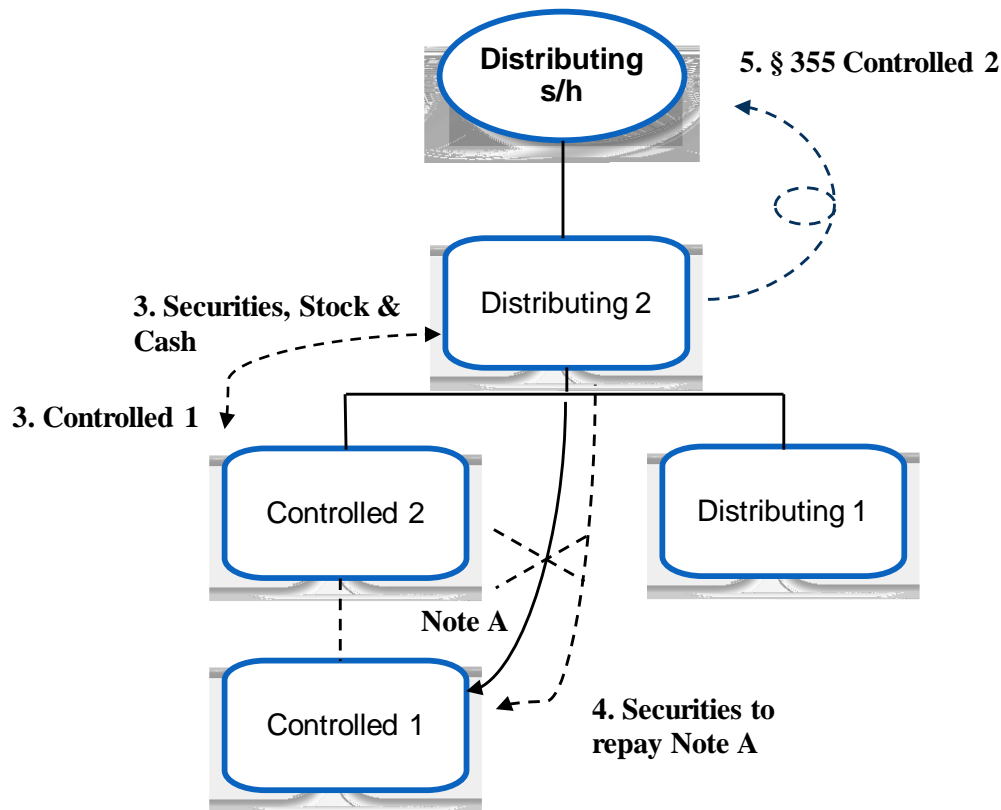 Distributing
s/h
5. § 355 Controlled 2
Distributing 2
3. Securities, Stock &
Cash
3. Controlled 1
Controlled 2
Distributing 1
Note A
Controlled 1
4. Securities to
repay Note A